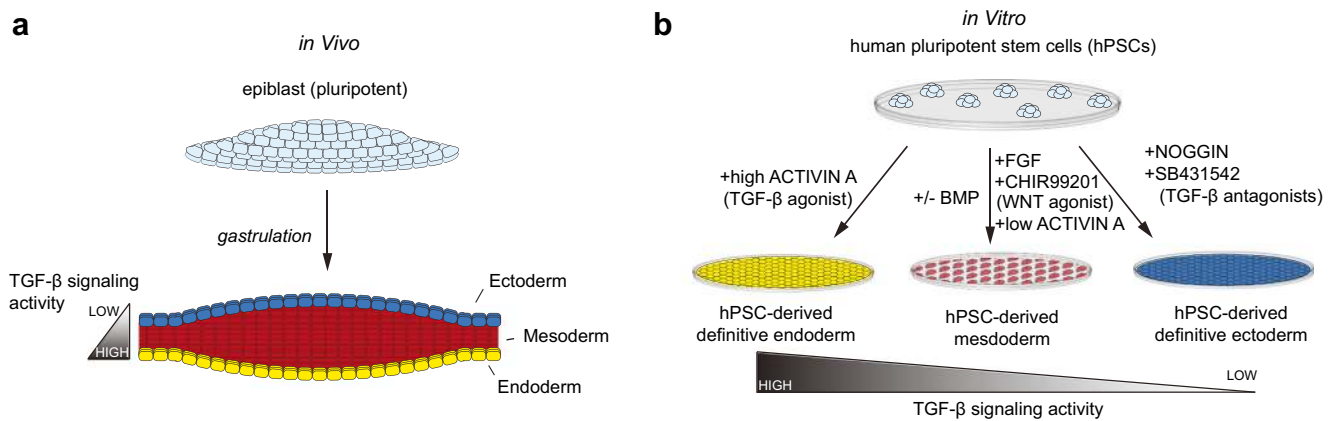 a
in Vivo
epiblast (pluripotent)
gastrulation
TGF-β signaling
activity
LOW
HIGH
Ectoderm
Mesoderm
Endoderm
b
in Vitro
human pluripotent stem cells (hPSCs)
+high ACTIVIN A
(TGF-β agonist)
+/- BMP
+FGF
+CHIR99201
(WNT agonist)
+low ACTIVIN A
+NOGGIN
+SB431542
(TGF-β antagonists)
hPSC-derived
definitive endoderm
hPSC-derived
mesdoderm
hPSC-derived
definitive ectoderm
HIGH
LOW
TGF-β signaling activity